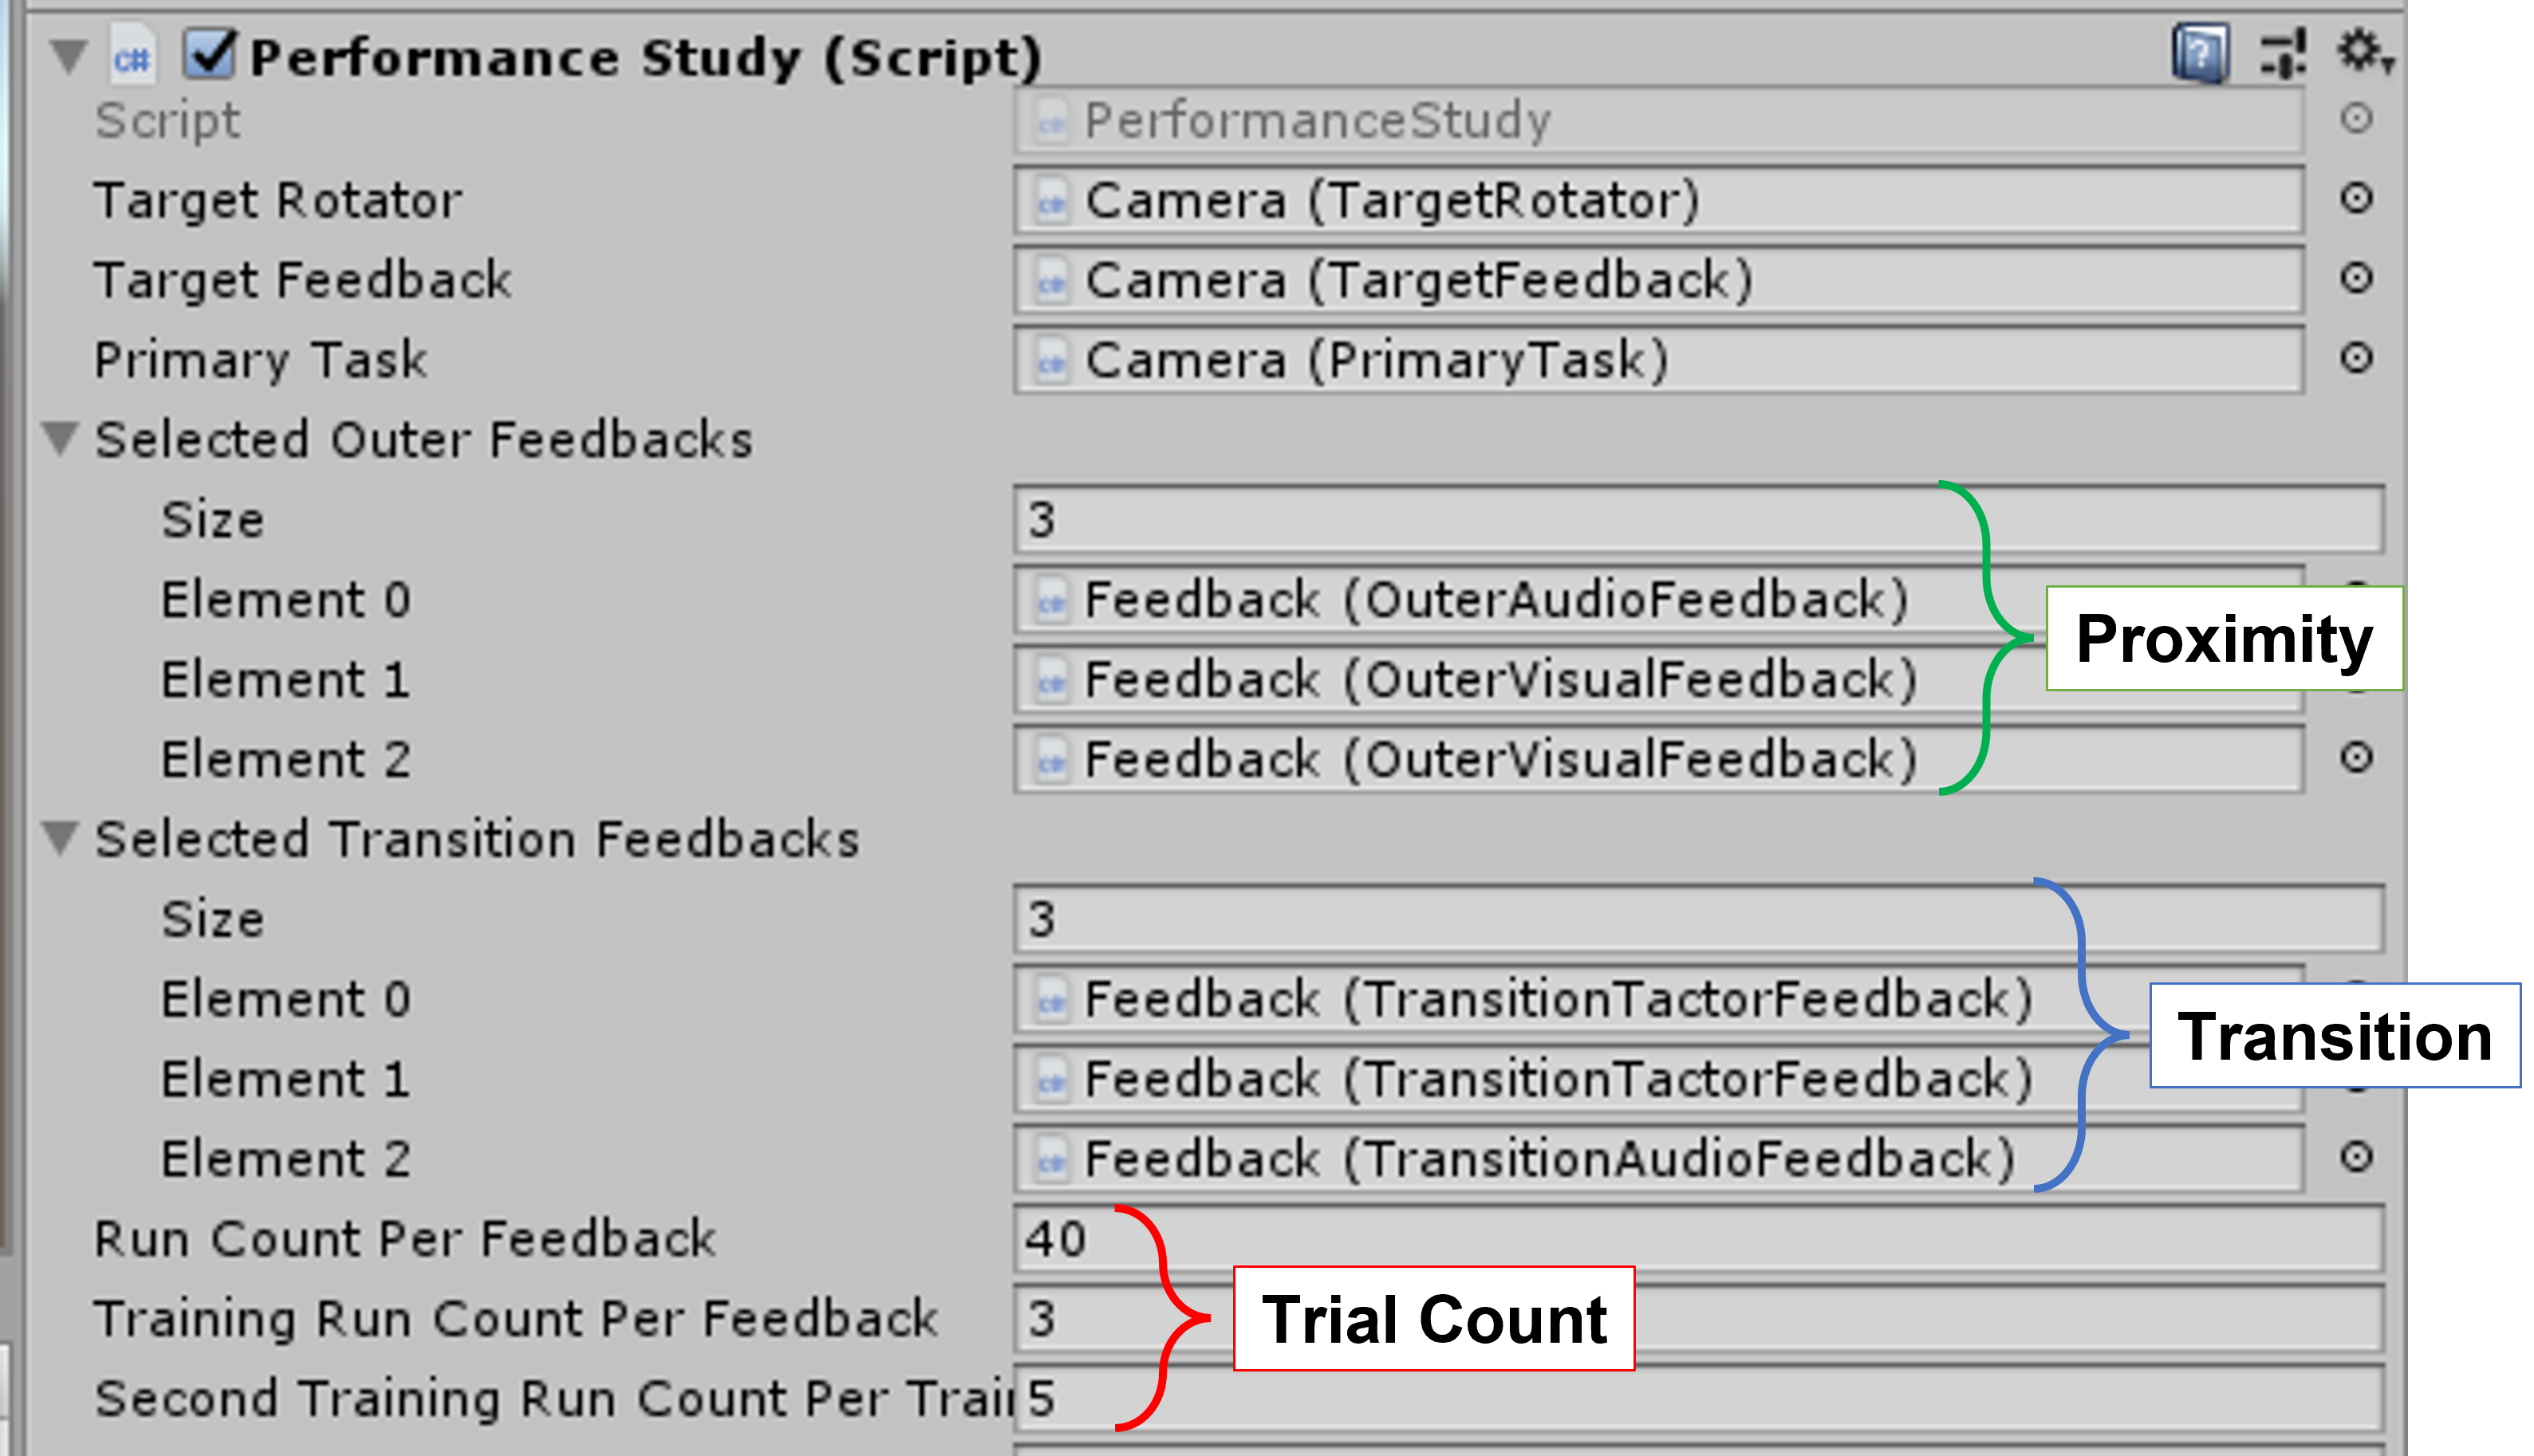 c# Performance Study (Script)
Script PerformanceStudy
Target Rotator Camera (TargetRotator)
Target Feedback Camera (TargetFeedback)
Primary Task Camera (PrimaryTask)
Selected Outer Feedbacks
Size 3
Element 0 Feedback (OuterAudioFeedback)
Proximity
Element 1 Feedback (OuterVisualFeedback)
Element 2 Feedback (OuterVisualFeedback)
Selected Transition Feedbacks
Size 3
Element 0 Feedback (TransitionTactorFeedback)
Transition
Element 1 Feedback (TransitionTactorFeedback)
Element 2 Feedback (TransitionAudioFeedback)
Run Count Per Feedback 40
Training Run Count Per Feedback 3
Trial Count
Second Training Run Count Per Trai 5